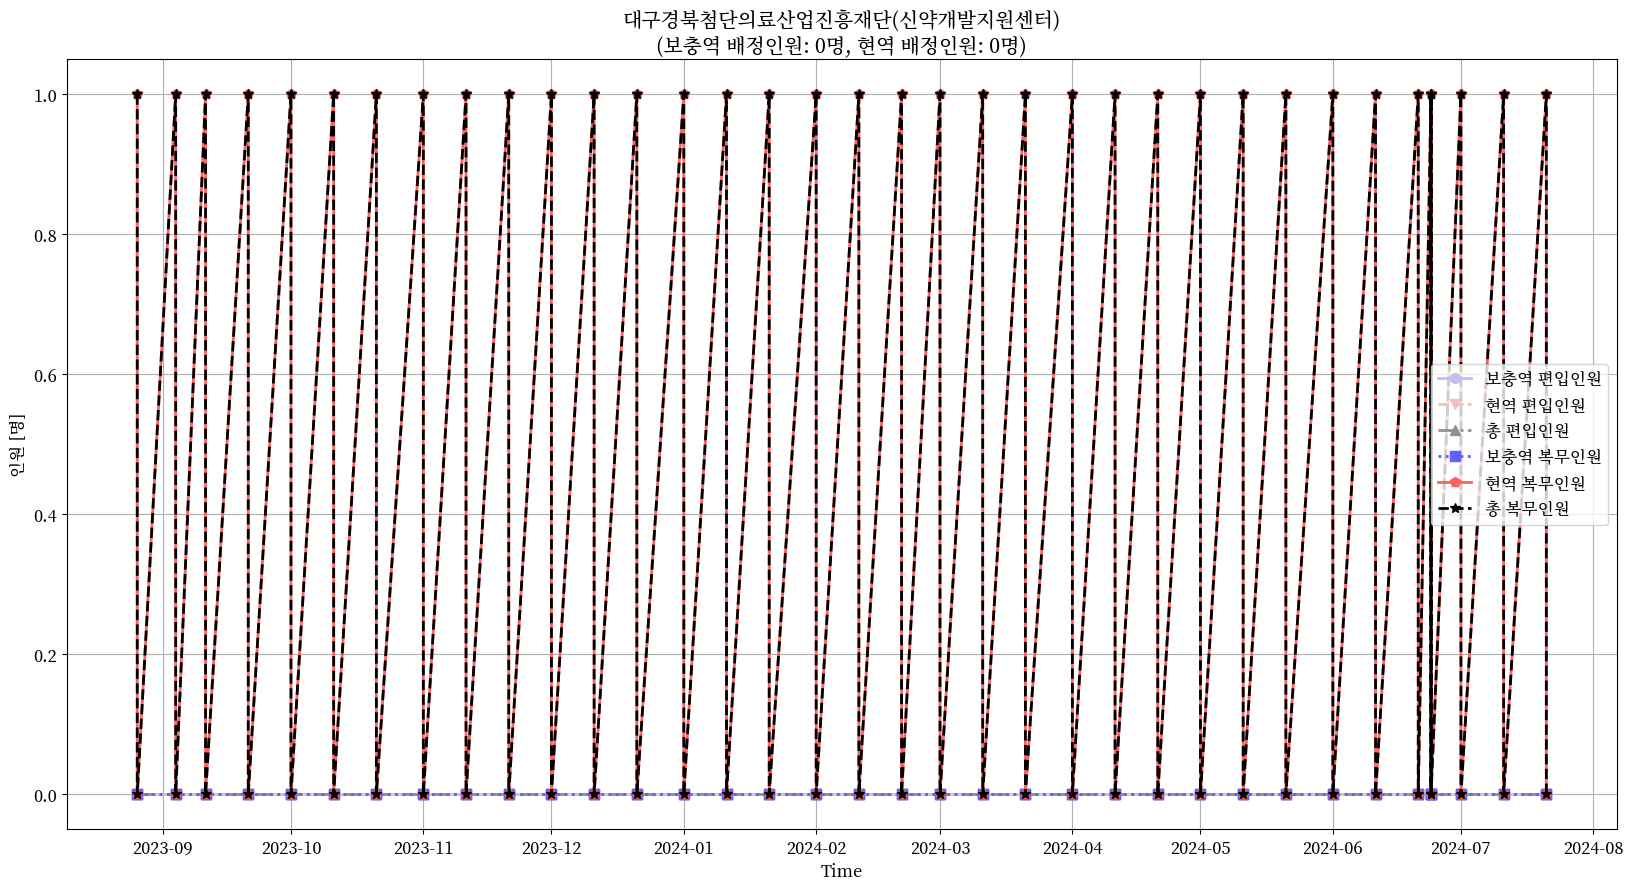 대구경북첨단의료산업진흥재단(신약개발지원센터)
(보충역 배정인원: 0명, 현역 배정인원: 0명)
인원 [명]
1.0
0.8
0.6
0.4
0.2
0.0
보충역 편입인원
현역 편입인원
총 편입인원
보충역 복무인원
현역 복무인원
총 복무인원
2023-09 2023-10 2023-11 2023-12 2024-01 2024-02 2024-03 2024-04 2024-05 2024-06 2024-07 2024-08
Time